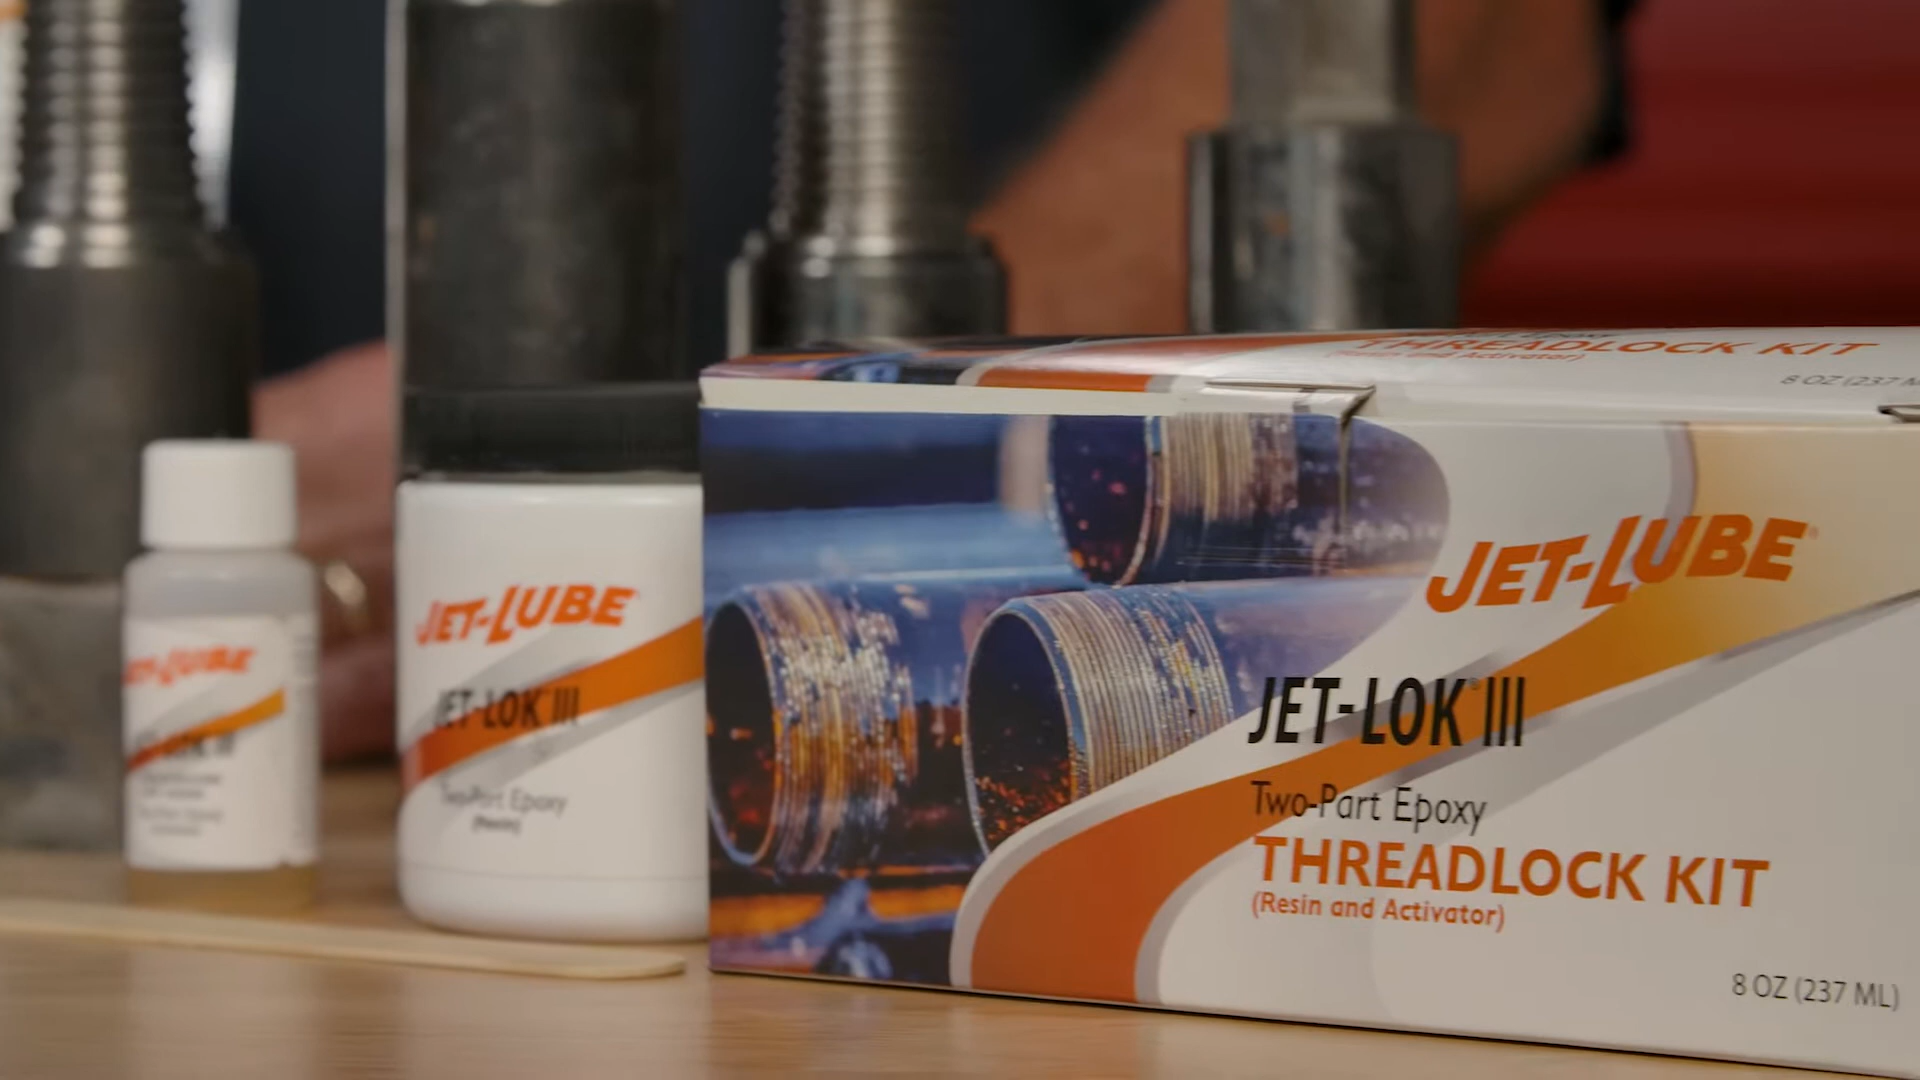 THREADLOCK KIT
(Resin and Activator)
8 OZ (237 M
JET-LUBE®
JET-LOK® III
Two-Part Epoxy
THREADLOCK KIT
(Resin and Activator)
8 OZ (237 ML)
JET-LUBE
JET-LOK III
Two-Part Epoxy
(Resin)
JET-LUBE